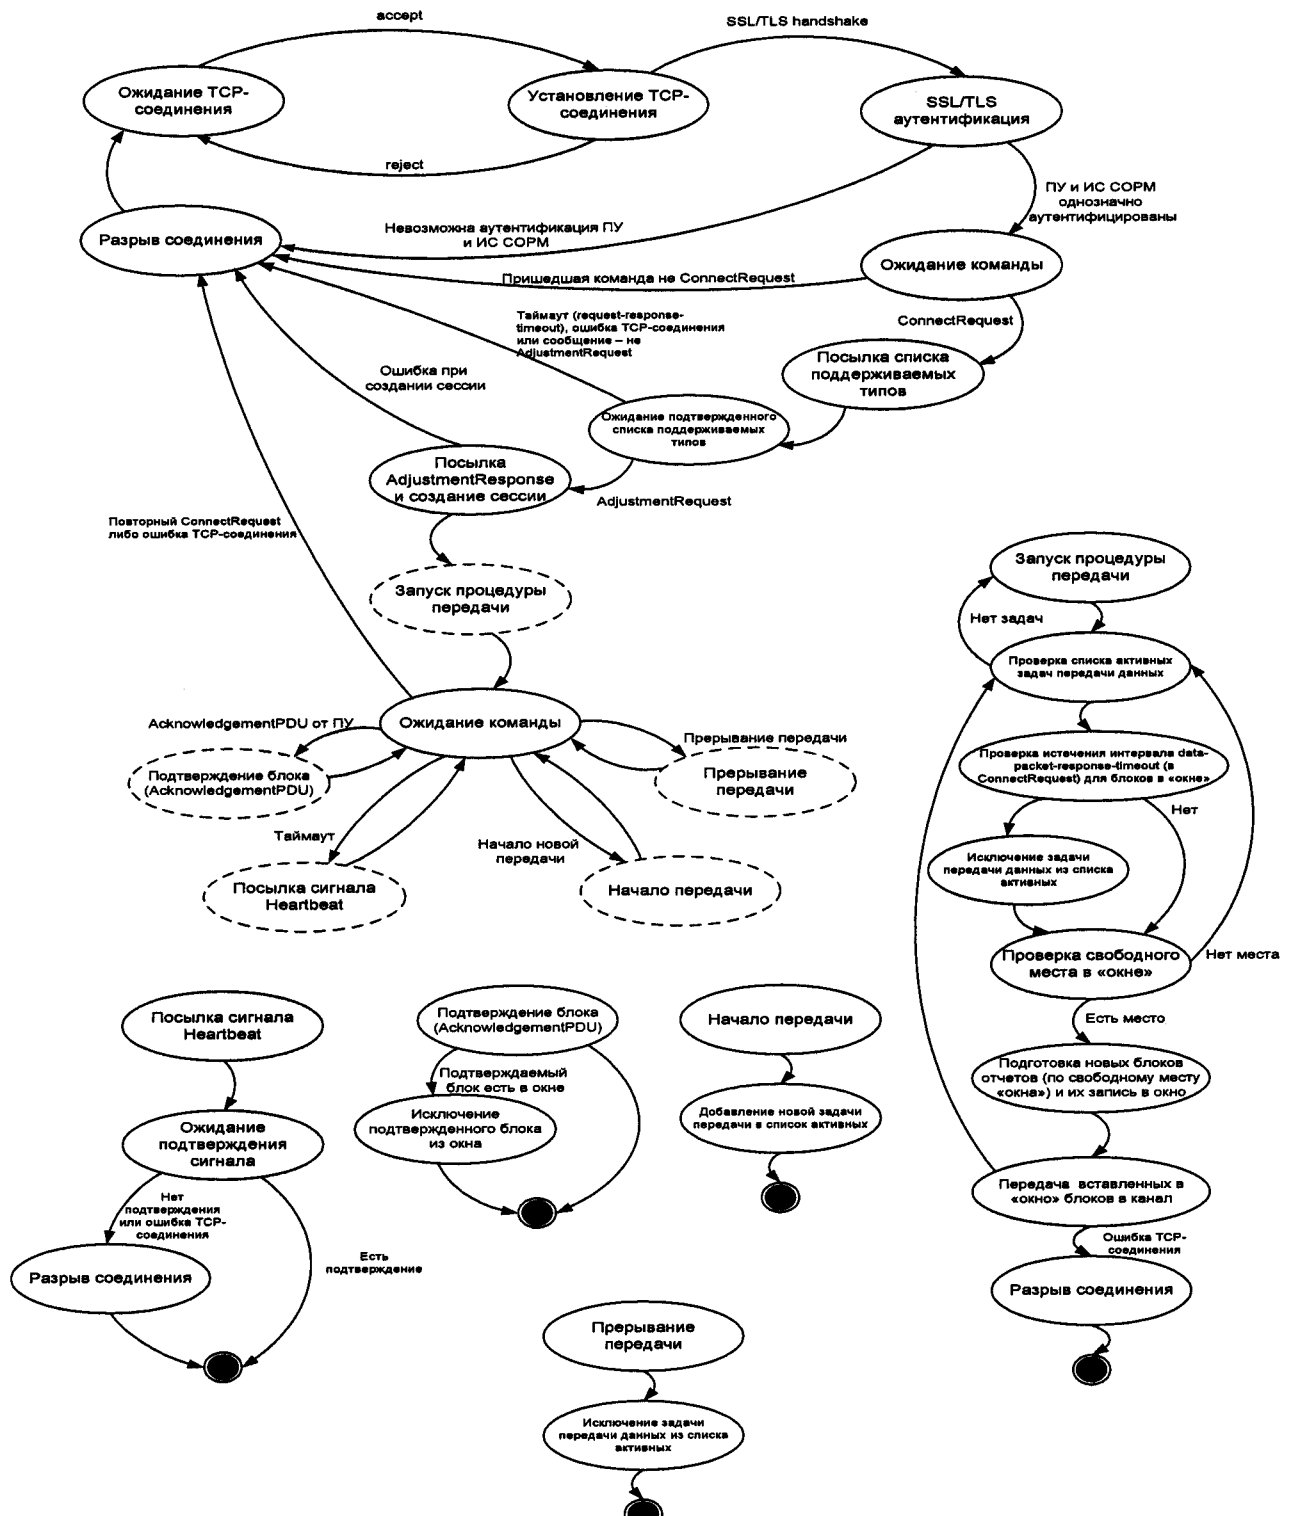 accept
SSL/TLS handshake
Ожидание TCP-
соединения
Установление TCP-
соединения
SSL/TLS
аутентификация
reject
ПУ и ИС СОРМ
однозначно
аутентифицированы
Разрыв соединения
Невозможна аутентификация ПУ
и ИС СОРМ
Ожидание команды
Пришедшая команда не ConnectRequest
ConnectRequest
Таймаут (request-response-
timeout), ошибка TCP-соединения
или сообщение – не
AdjustmentRequest
Посылка списка
поддерживаемых
типов
Ошибка при
создании сессии
Ожидание подтвержденного
списка поддерживаемых
типов
Посылка
AdjustmentResponse
и создание сессии
AdjustmentRequest
Повторный ConnectRequest
либо ошибка TCP-соединения
Запуск процедуры
передачи
Ожидание команды
AcknowledgementPDU от ПУ
Подтверждение блока
(AcknowledgementPDU)
Прерывание передачи
Прерывание
передачи
Таймаут
Посылка сигнала
Heartbeat
Начало новой
передачи
Начало передачи
Запуск процедуры
передачи
Нет задач
Проверка списка активных
задач передачи данных
Проверка истечения интервала data-
packet-response-timeout (в
ConnectRequest) для блоков в «окне»
Нет
Исключение задачи
передачи данных из списка
активных
Проверка свободного
места в «окне»
Нет места
Есть место
Подготовка новых блоков
отчетов (по свободному месту
«окна») и их запись в окно
Передача вставленных в
«окно» блоков в канал
Ошибка TCP-
соединения
Разрыв соединения
Посылка сигнала
Heartbeat
Ожидание
подтверждения
сигнала
Нет
подтверждения
или ошибка TCP-
соединения
Разрыв соединения
Есть
подтверждение
Подтверждение блока
(AcknowledgementPDU)
Подтверждаемый
блок есть в окне
Исключение
подтвержденного блока
из окна
Начало передачи
Добавление новой задачи
передачи в список активных
Прерывание
передачи
Исключение задачи
передачи данных из списка
активных